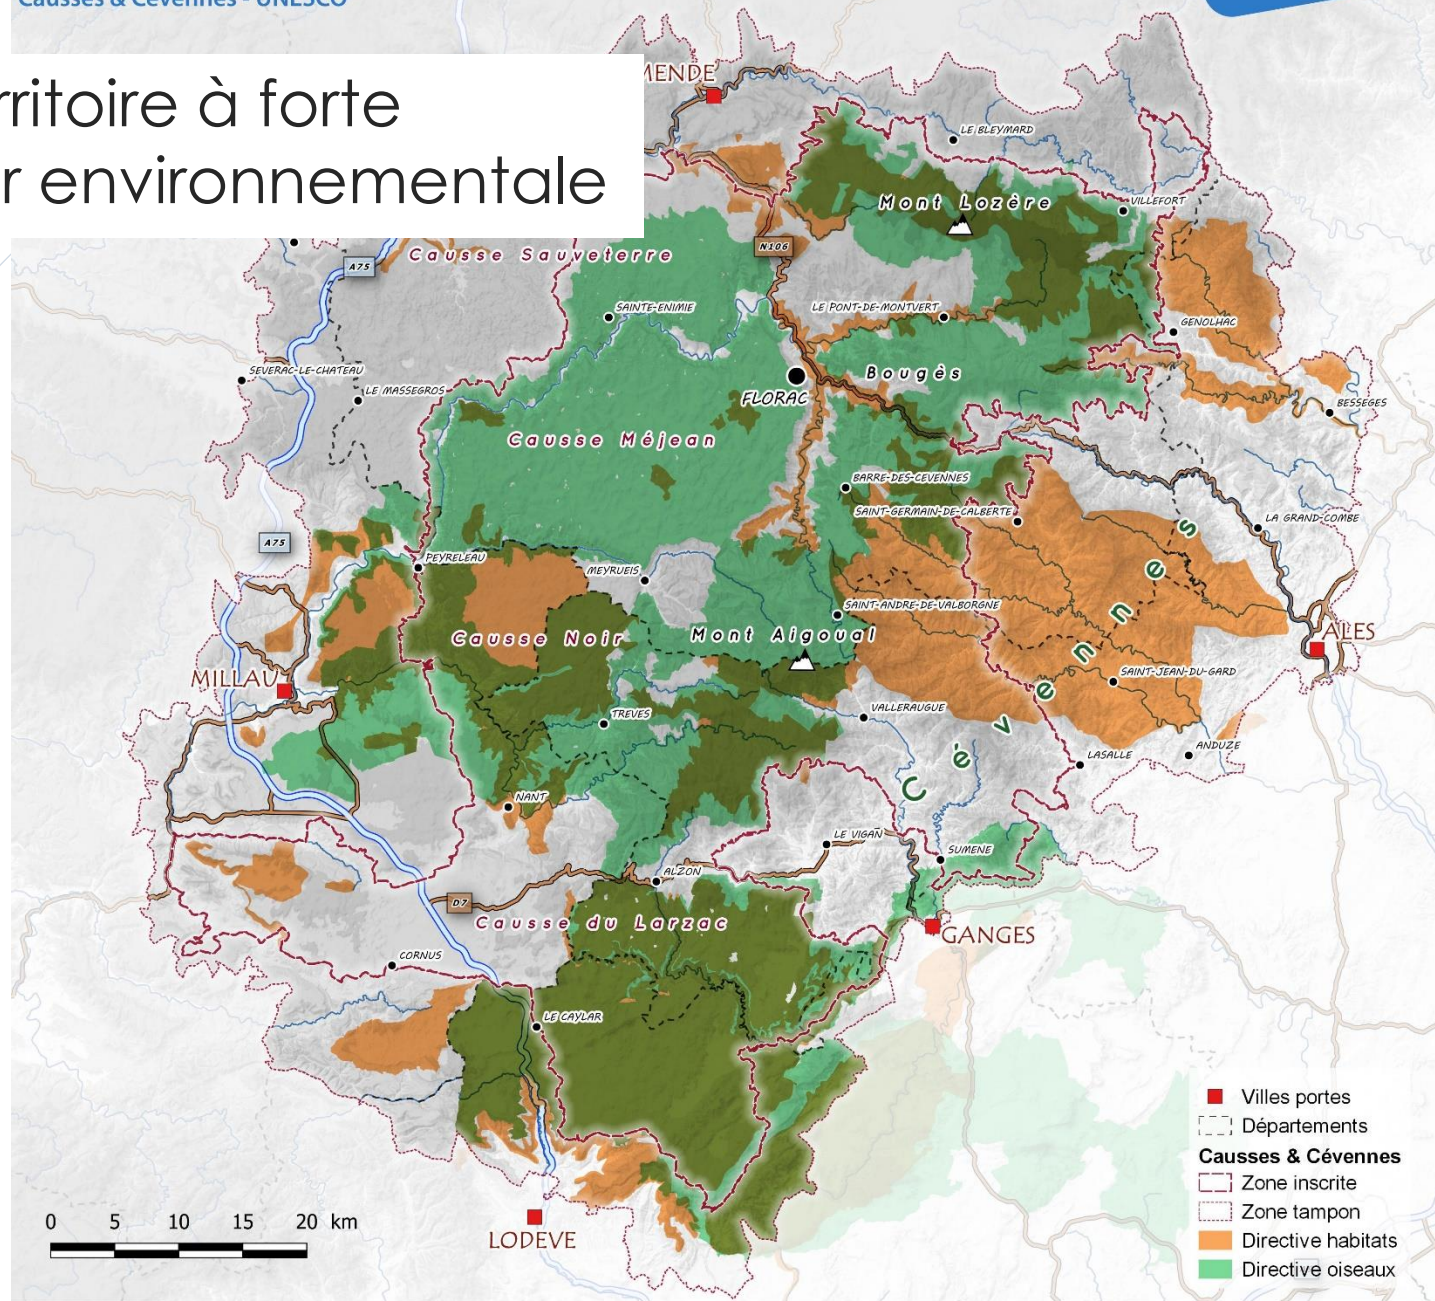 Causses & Cévennes - UNESCO
rritoire à forte
r environnementale
MENDE
LE BLEYMARD
Mont Lozère
VILLEFORT
N106
Causse Sauveterre
A75
SAINTE-ENIMIE
LE PONT-DE-MONTVERT
GENOLHAC
SEVERAC-LE-CHATEAU
LE MASSEGROS
Bougès
FLORAC
BESSEGES
Causse Méjean
BARRE-DES-CEVENNES
SAINT-GERMAIN-DE-CALBERTE
LA GRAND-COMBE
A75
PEYRELEAU
MEYRUEIS
SAINT-ANDRE-DE-VALBORGNE
Causse Noir
Mont Aigoual
ALES
MILLAU
SAINT-JEAN-DU-GARD
Cévennes
TREVES
VALLERAUGUE
ANDUZE
LASALLE
NANT
LE VIGAN
SUMENE
ALZON
D7
Causse du Larzac
GANGES
CORNUS
LE CAYLAR
LODEVE
0 5 10 15 20 km
Villes portes
Départements
Causses & Cévennes
Zone inscrite
Zone tampon
Directive habitats
Directive oiseaux